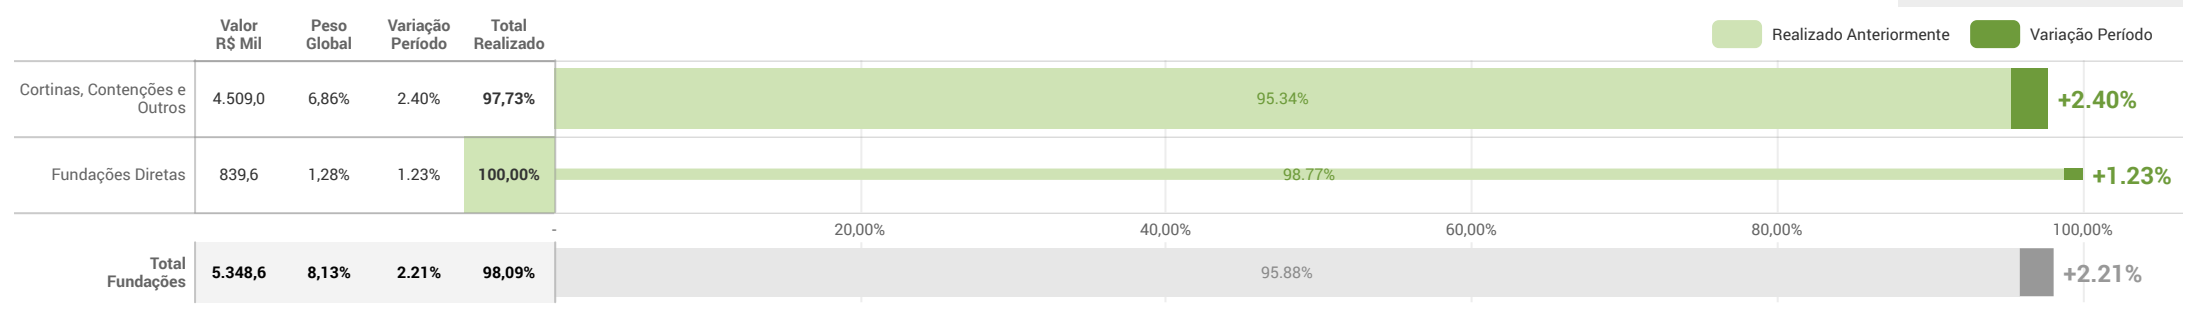 Valor R$ Mil
Peso Global
Variação Período
Total Realizado
Realizado Anteriormente
Variação Período
Cortinas, Contenções e Outros
4.509,0
6,86%
2.40%
97,73%
95.34%
+2.40%
Fundações Diretas
839,6
1,28%
1.23%
100,00%
98.77%
+1.23%
-
20,00%
40,00%
60,00%
80,00%
100,00%
Total Fundações
5.348,6
8,13%
2.21%
98,09%
95.88%
+2.21%